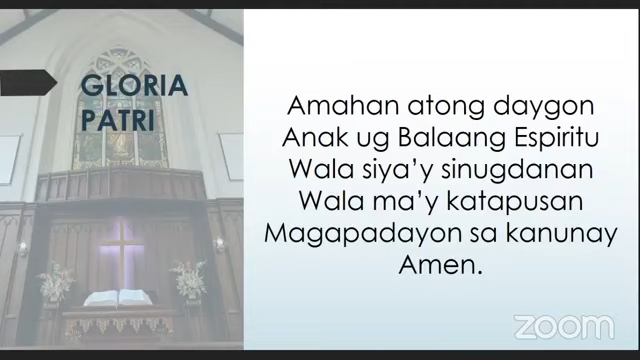 GLORIA
PATRI
Amahan atong daygon
Anak ug Balaang Espiritu
Wala siya'y sinugdanan
Wala ma'y katapusan
Magapadayon sa kanunay
Amen.
zoom